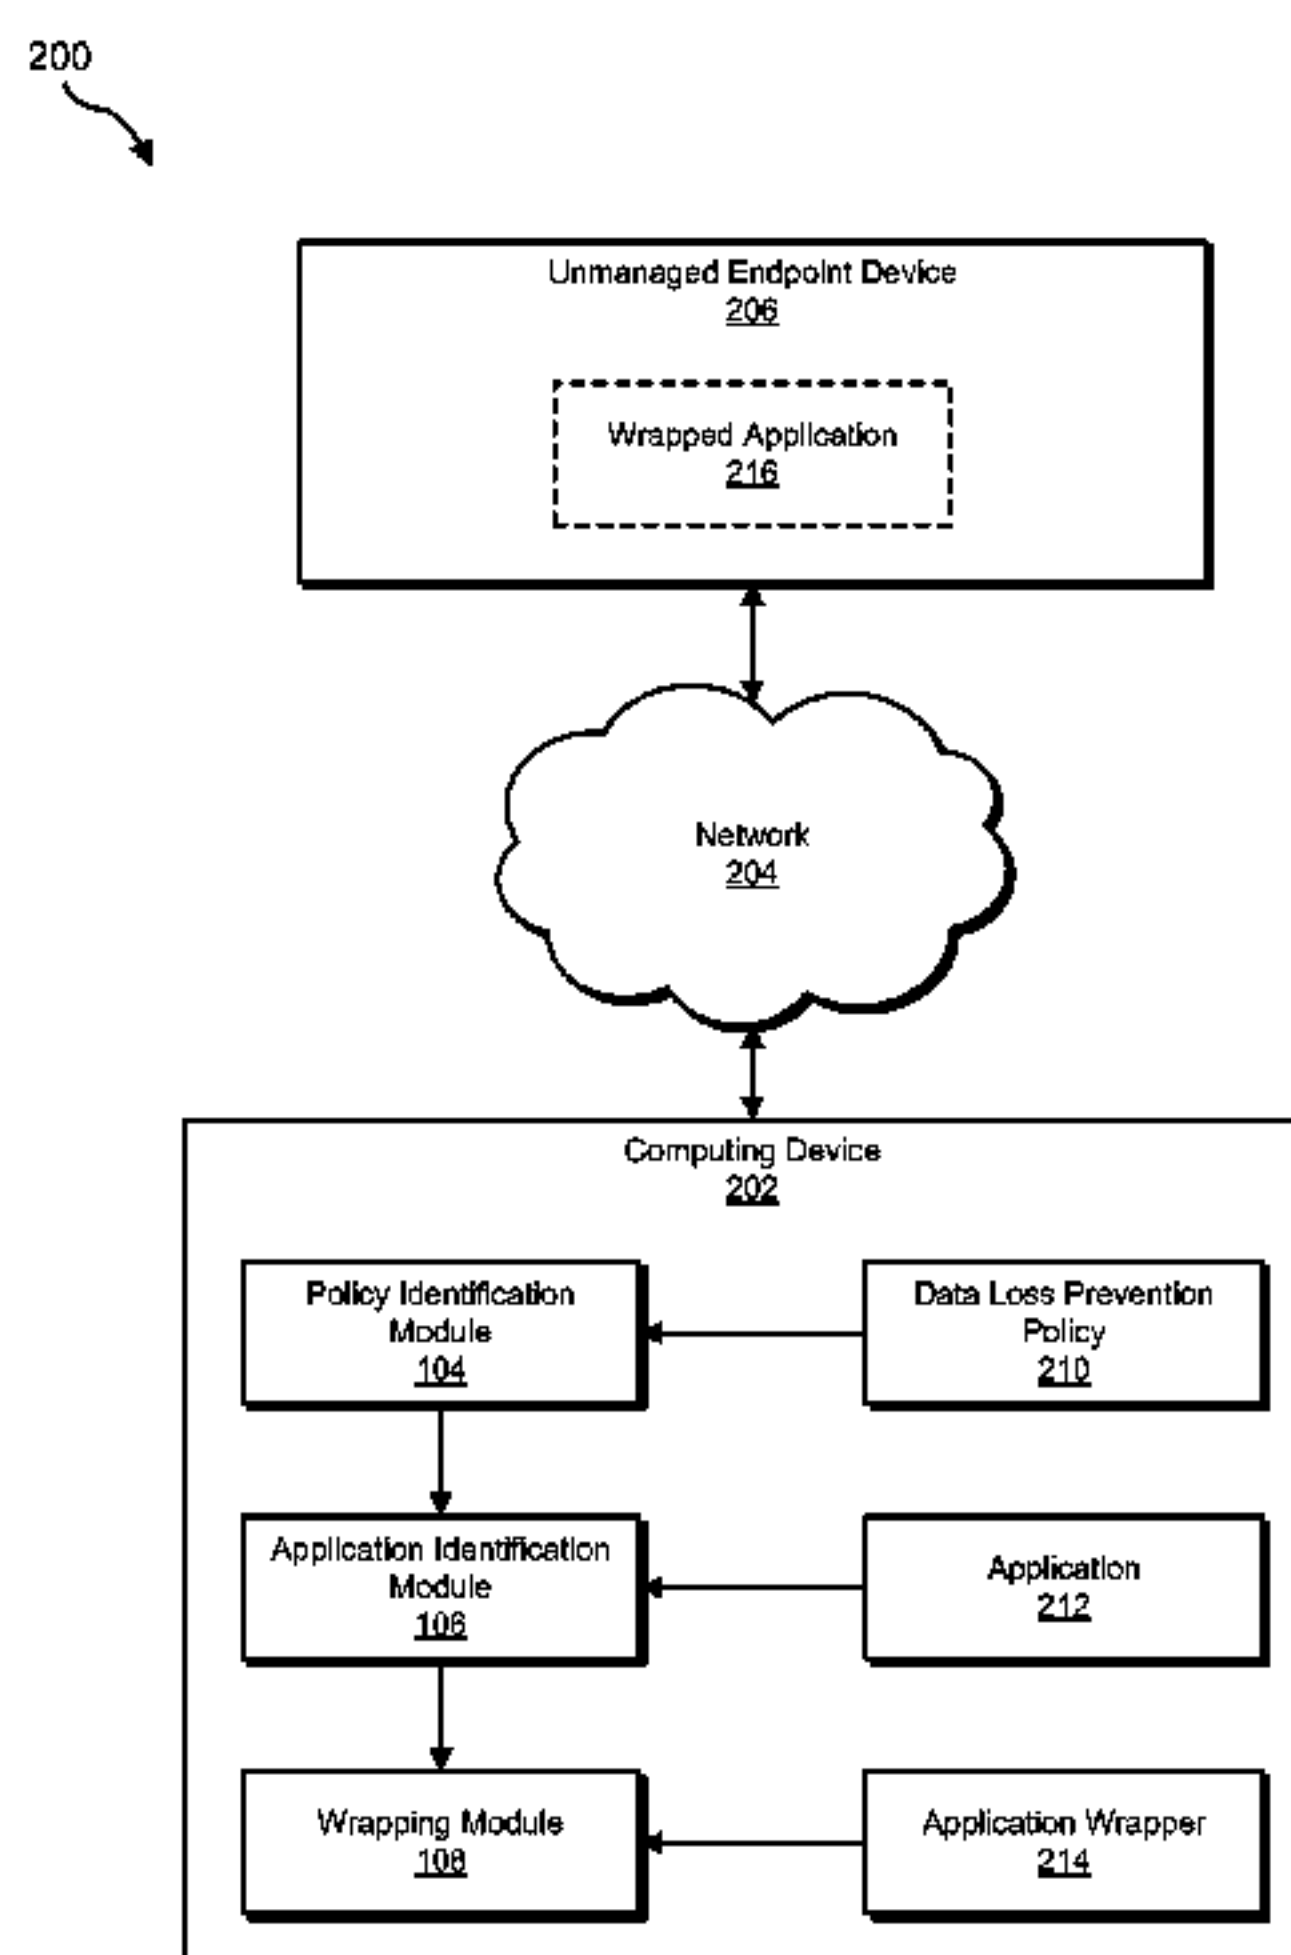 200
Unmanaged Endpoint Device
206
Wrapped Application
216
Network
204
Computing Device
202
Policy Identification
Module
104
Data Loss Prevention
Policy
210
Application Identification
Module
106
Application
212
Wrapping Module
108
Application Wrapper
214